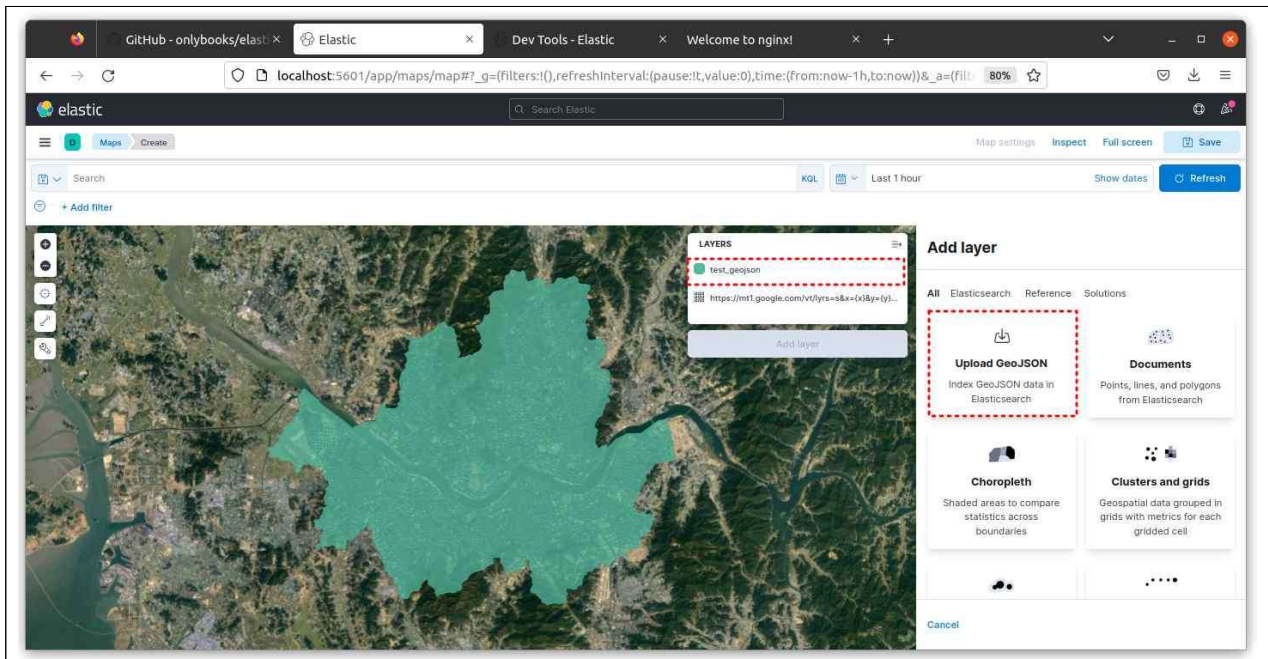 GitHub - onlybooks/elasti ×
Elastic ×
Dev Tools - Elastic ×
Welcome to nginx! ×
localhost:5601/app/maps/map#?_g=(filters:!(),refreshInterval:(pause:!t,value:0),time:(from:now-1h,to:now))&_a=(filt
80%
elastic
Search Elastic
D Maps Create
Map settings Inspect Full screen Save
Search
KQL
Last 1 hour
Show dates
Refresh
+ Add filter
LAYERS
test_geojson
https://mt1.google.com/vt/lyrs=s&x={x}&y={y}...
Add layer
Add layer
All Elasticsearch Reference Solutions
Upload GeoJSON
Index GeoJSON data in
Elasticsearch
Documents
Points, lines, and polygons
from Elasticsearch
Choropleth
Shaded areas to compare
statistics across
boundaries
Clusters and grids
Geospatial data grouped in
grids with metrics for each
gridded cell
Cancel